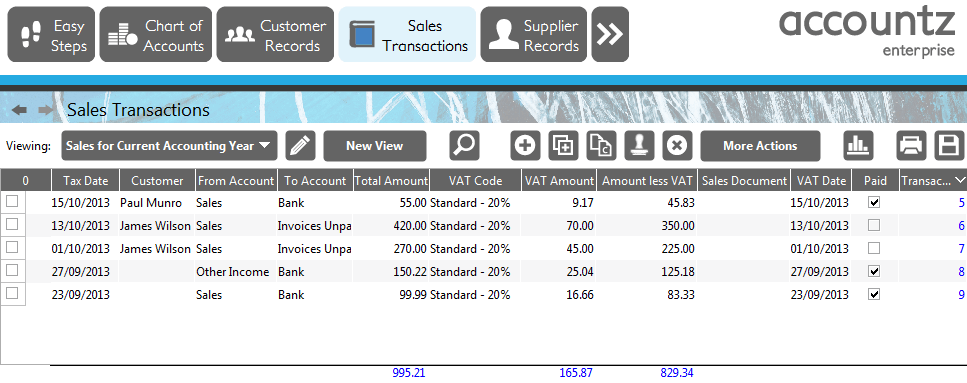 Easy Steps
Chart of Accounts
Customer Records
Sales Transactions
Supplier Records
accountz
enterprise
Sales Transactions
Viewing: Sales for Current Accounting Year New View More Actions
0 Tax Date Customer From Account To Account Total Amount VAT Code VAT Amount Amount less VAT Sales Document VAT Date Paid Transac...
15/10/2013 Paul Munro Sales Bank 55.00 Standard - 20% 9.17 45.83 15/10/2013 5
13/10/2013 James Wilson Sales Invoices Unpa 420.00 Standard - 20% 70.00 350.00 13/10/2013 6
01/10/2013 James Wilson Sales Invoices Unpa 270.00 Standard - 20% 45.00 225.00 01/10/2013 7
27/09/2013 Other Income Bank 150.22 Standard - 20% 25.04 125.18 27/09/2013 8
23/09/2013 Sales Bank 99.99 Standard - 20% 16.66 83.33 23/09/2013 9
995.21 165.87 829.34